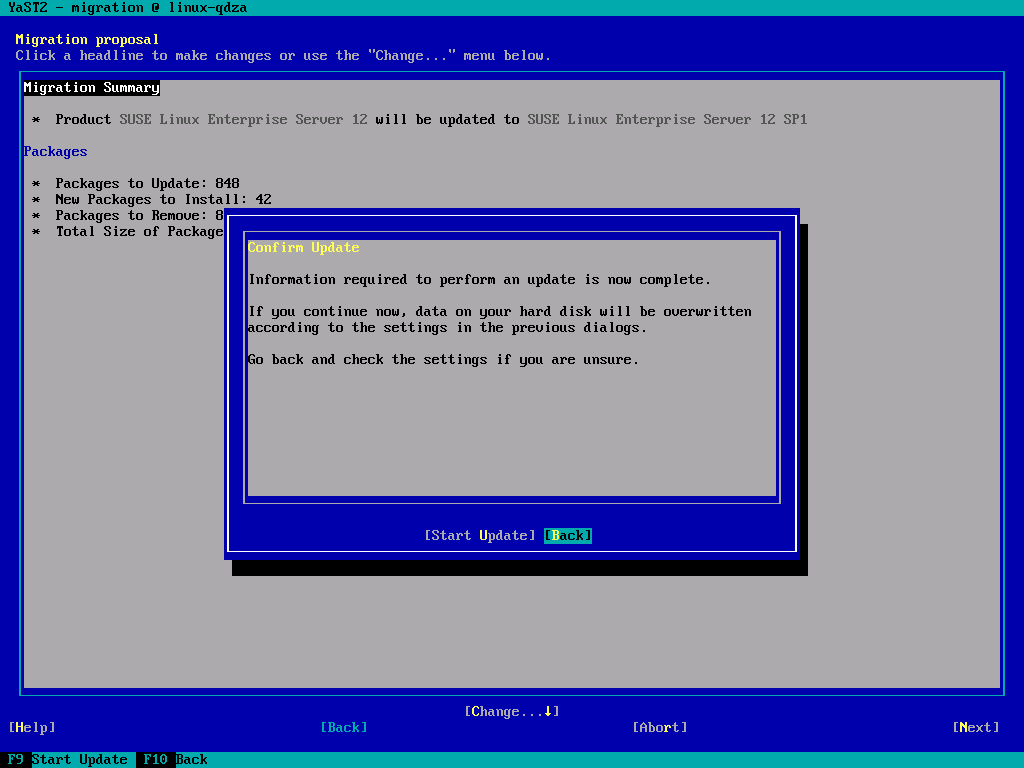 YaST2 - migration @ linux-qdza
Migration proposal
Click a headline to make changes or use the "Change..." menu below.
Migration Summary
* Product SUSE Linux Enterprise Server 12 will be updated to SUSE Linux Enterprise Server 12 SP1
Packages
* Packages to Update: 848
* New Packages to Install: 42
* Packages to Remove: 8
* Total Size of Package
Confirm Update
Information required to perform an update is now complete.
If you continue now, data on your hard disk will be overwritten
according to the settings in the previous dialogs.
Go back and check the settings if you are unsure.
[Start Update] [Back]
[Change...↓]
[Help] [Back] [Abort] [Next]
F9 Start Update F10 Back